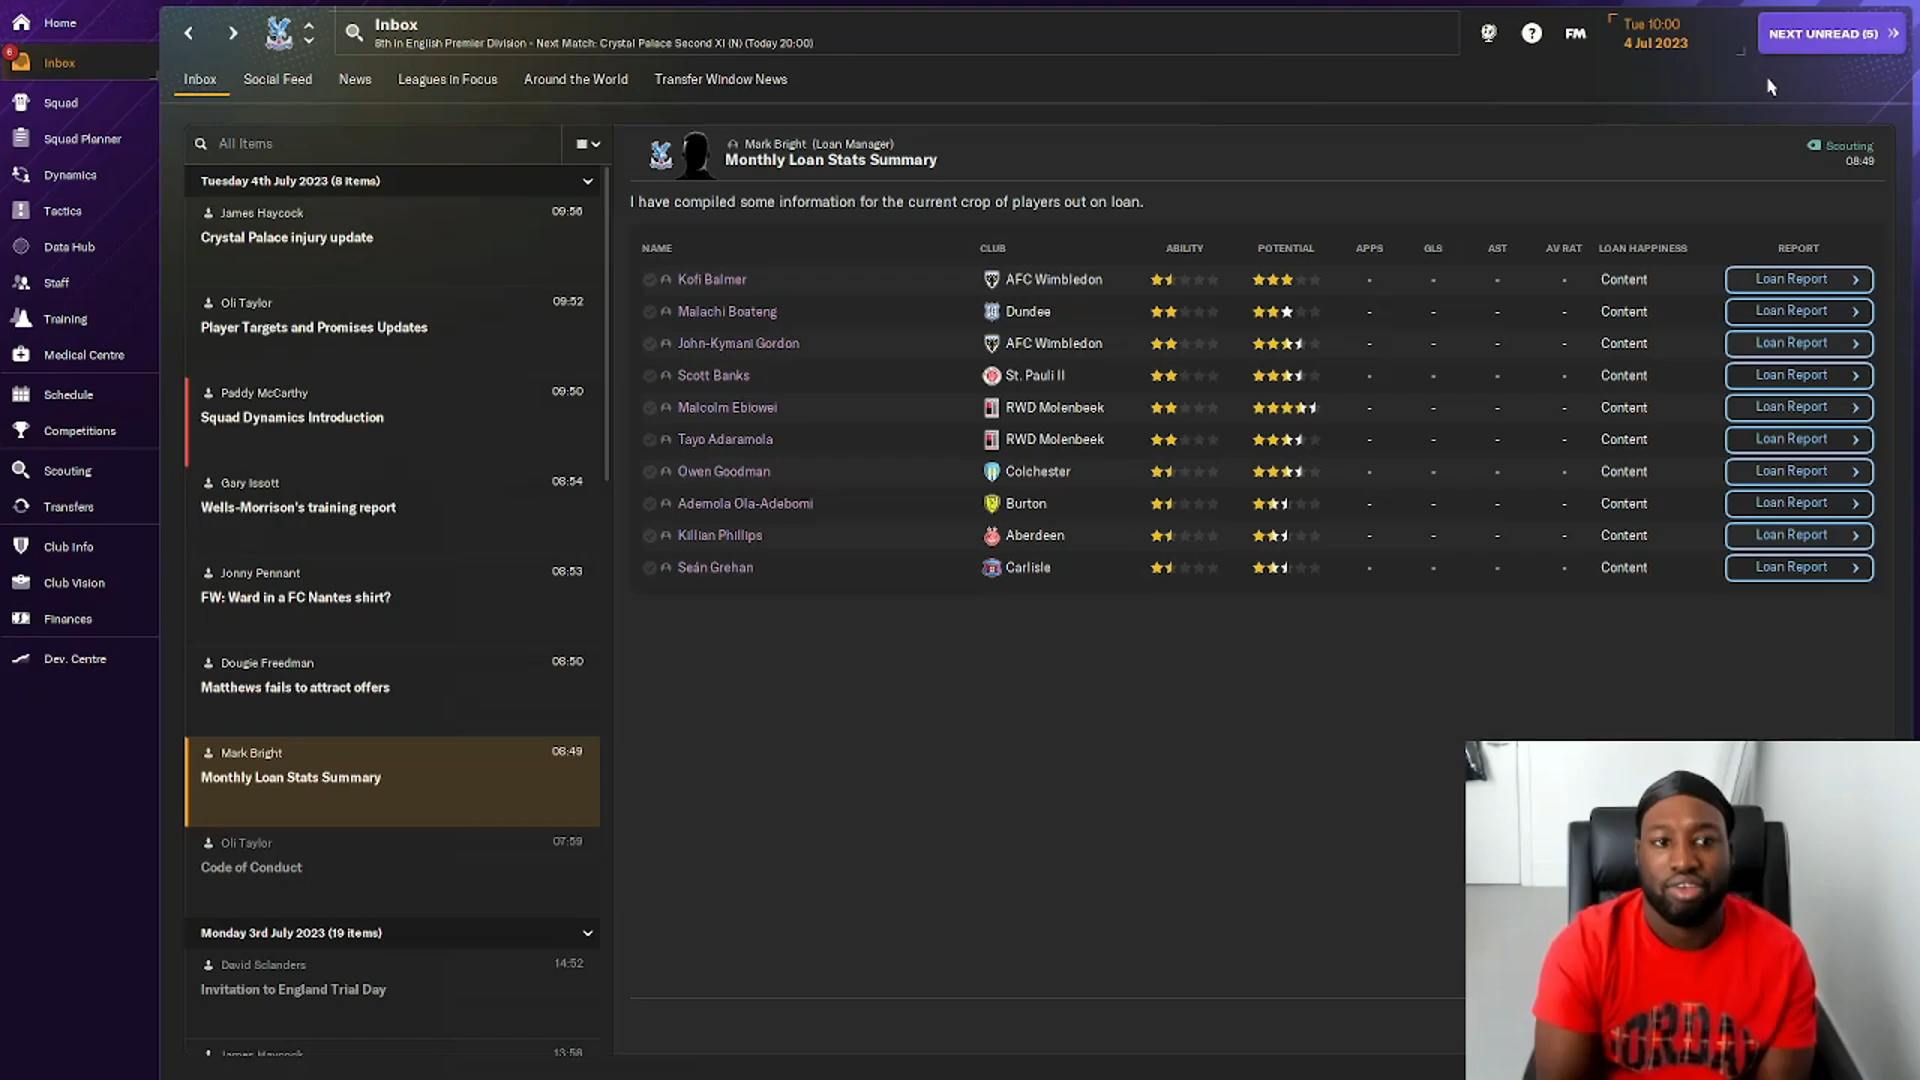 Home
6
Inbox
Squad
Squad Planner
Dynamics
Tactics
Data Hub
Staff
Training
Medical Centre
Schedule
Competitions
Scouting
Transfers
Club Info
Club Vision
Finances
Dev. Centre
Inbox
8th in English Premier Division - Next Match: Crystal Palace Second XI (N) (Today 20:00)
?
FM
Tue 10:00
4 Jul 2023
NEXT UNREAD (5)
Inbox Social Feed News Leagues in Focus Around the World Transfer Window News
All Items
Tuesday 4th July 2023 (8 Items)
James Haycock 09:56
Crystal Palace injury update
Oli Taylor 09:52
Player Targets and Promises Updates
Paddy McCarthy 09:50
Squad Dynamics Introduction
Gary Issott 08:54
Wells-Morrison's training report
Jonny Pennant 08:53
FW: Ward in a FC Nantes shirt?
Dougie Freedman 08:50
Matthews fails to attract offers
Mark Bright 08:49
Monthly Loan Stats Summary
Oli Taylor 07:59
Code of Conduct
Monday 3rd July 2023 (19 items)
David Sclanders 14:52
Invitation to England Trial Day
James Haycock 13:58
Mark Bright (Loan Manager)
Monthly Loan Stats Summary
Scouting
08:49
I have compiled some information for the current crop of players out on loan.
NAME CLUB ABILITY POTENTIAL APPS GLS AST AV RAT LOAN HAPPINESS REPORT
Kofi Balmer AFC Wimbledon - - - - Content Loan Report
Malachi Boateng Dundee - - - - Content Loan Report
John-Kymani Gordon AFC Wimbledon - - - - Content Loan Report
Scott Banks St. Pauli II - - - - Content Loan Report
Malcolm Ebiowei RWD Molenbeek - - - - Content Loan Report
Tayo Adaramola RWD Molenbeek - - - - Content Loan Report
Owen Goodman Colchester - - - - Content Loan Report
Ademola Ola-Adebomi Burton - - - - Content Loan Report
Killian Phillips Aberdeen - - - - Content Loan Report
Seán Grehan Carlisle - - - - Content Loan Report
JORDAN